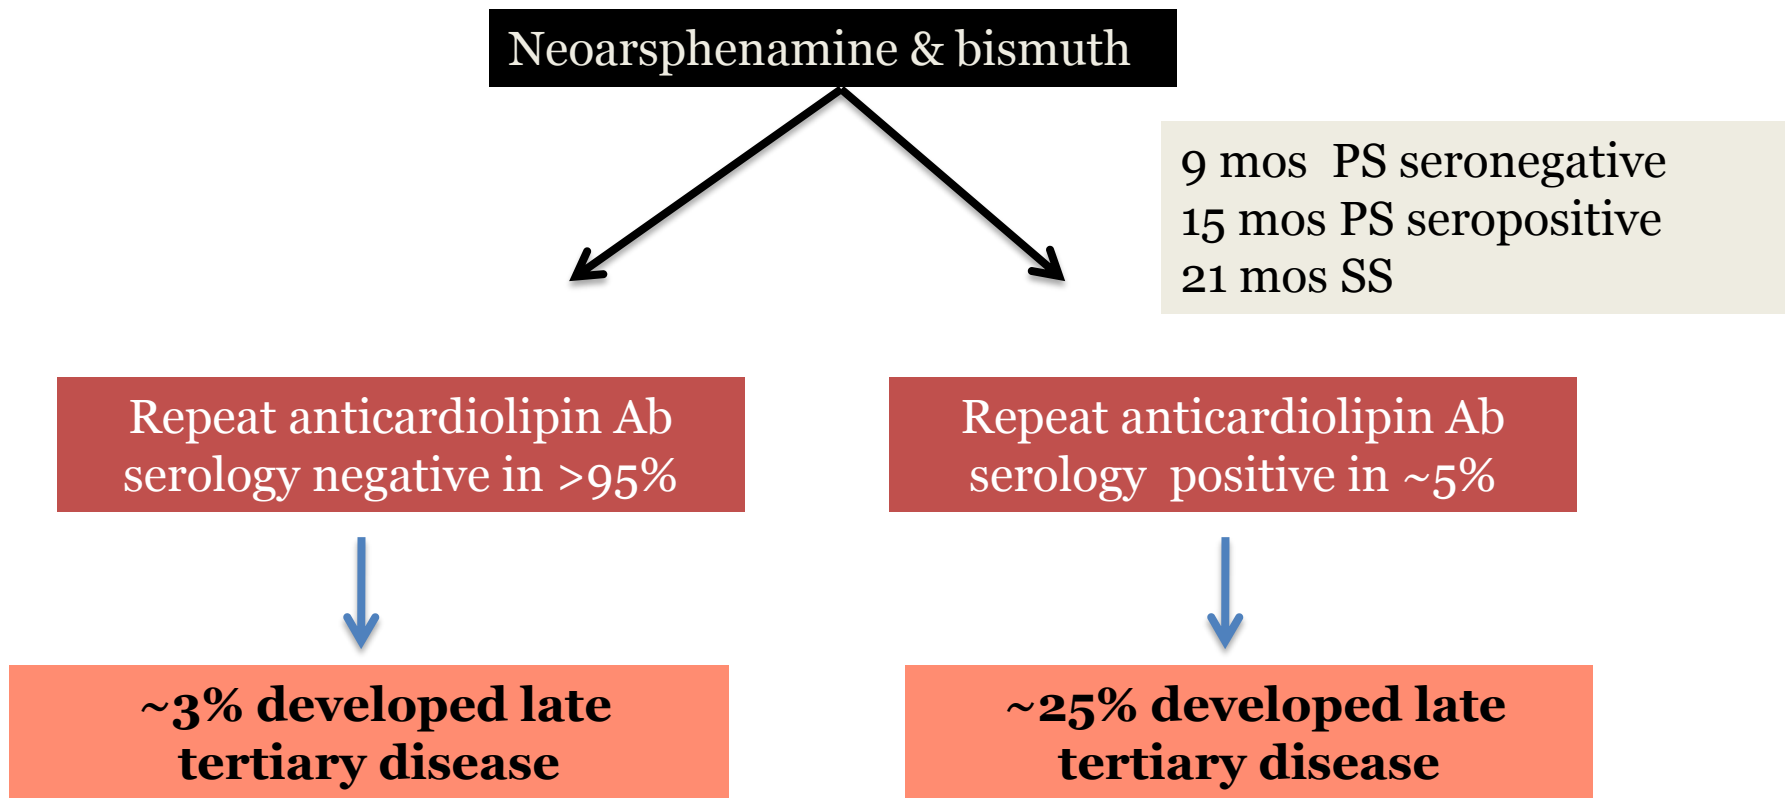 Neoarsphenamine & bismuth
9 mos PS seronegative
15 mos PS seropositive
21 mos SS
Repeat anticardiolipin Ab
serology negative in >95%
Repeat anticardiolipin Ab
serology positive in ~5%
~3% developed late
tertiary disease
~25% developed late
tertiary disease